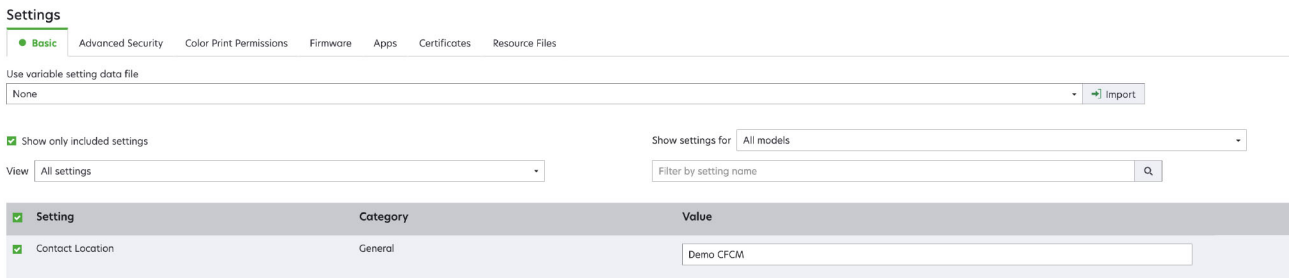 Settings
Basic Advanced Security Color Print Permissions Firmware Apps Certificates Resource Files
Use variable setting data file
None Import
Show only included settings Show settings for All models
View All settings Filter by setting name
Setting Category Value
Contact Location General Demo CFCM